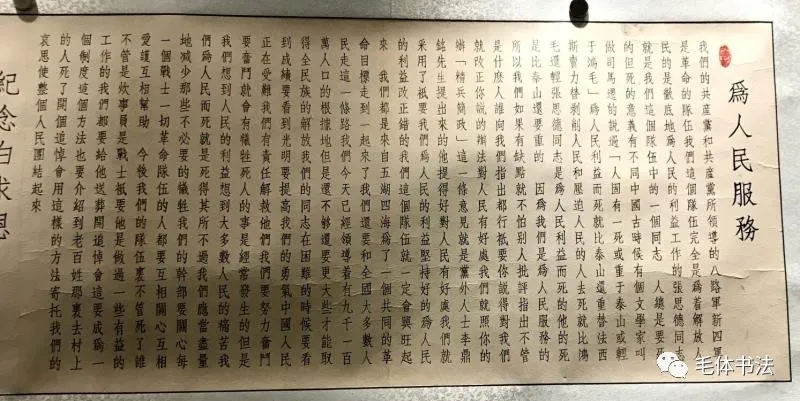 爲人民服務
我們的共產黨和共產黨所領導的八路軍新四軍
是革命的隊伍我們這個隊伍完全是爲着解放人
民的是徹底地爲人民的利益工作的張思德同志
就是我們這個隊伍中的一個同志 人總是要死
的但死的意義有不同中國古時候有個文學家叫
做司馬遷的說過「人固有一死或重于泰山或輕
于鴻毛」爲人民利益而死就比泰山還重替法西
斯賣力替剝削人民和壓迫人民的人去死就比鴻
毛還輕張思德同志是爲人民利益而死的他的死
是比泰山還要重的 因爲我們是爲人民服務的
所以我們如果有缺點就不怕別人批評指出不管
是什麼人誰向我們指出都行祇要你說得對我們
就改正你說的辦法對人民有好處我們就照你的
辦「精兵簡政」這一條意見就是黨外人士李鼎
銘先生提出來的他提得好對人民有好處我們就
采用了祇要我們爲人民的利益堅持好的爲人民
的利益改正錯的我們這個隊伍就一定會興旺起
來 我們都是來自五湖四海爲了一個共同的革
命目標走到一起來了我們還要和全國大多數人
民走這一條路我們今天已經領導着有九千一百
萬人口的根據地但是還不够還要更大些才能取
得全民族的解放我們的同志在困難的時候要看
到成績要看到光明要提高我們的勇氣中國人民
正在受難我們有責任解救他們我們要努力奮鬥
要奮鬥就會有犧牲死人的事是經常發生的但是
我們想到人民的利益想到大多數人民的痛苦我
們爲人民而死就是死得其所不過我們應當盡量
地減少那些不必要的犧牲我們的幹部要關心每
一個戰士一切革命隊伍的人都要互相關心互相
愛護互相幫助 今後我們的隊伍裏不管死了誰
不管是炊事員是戰士祇要他是做過一些有益的
工作的我們都要給他送葬開追悼會這要成爲一
個制度這個方法也要介紹到老百姓那裏去村上
的人死了開個追悼會用這樣的方法寄托我們的
哀思使整個人民團結起來
紀念白求恩
毛体书法